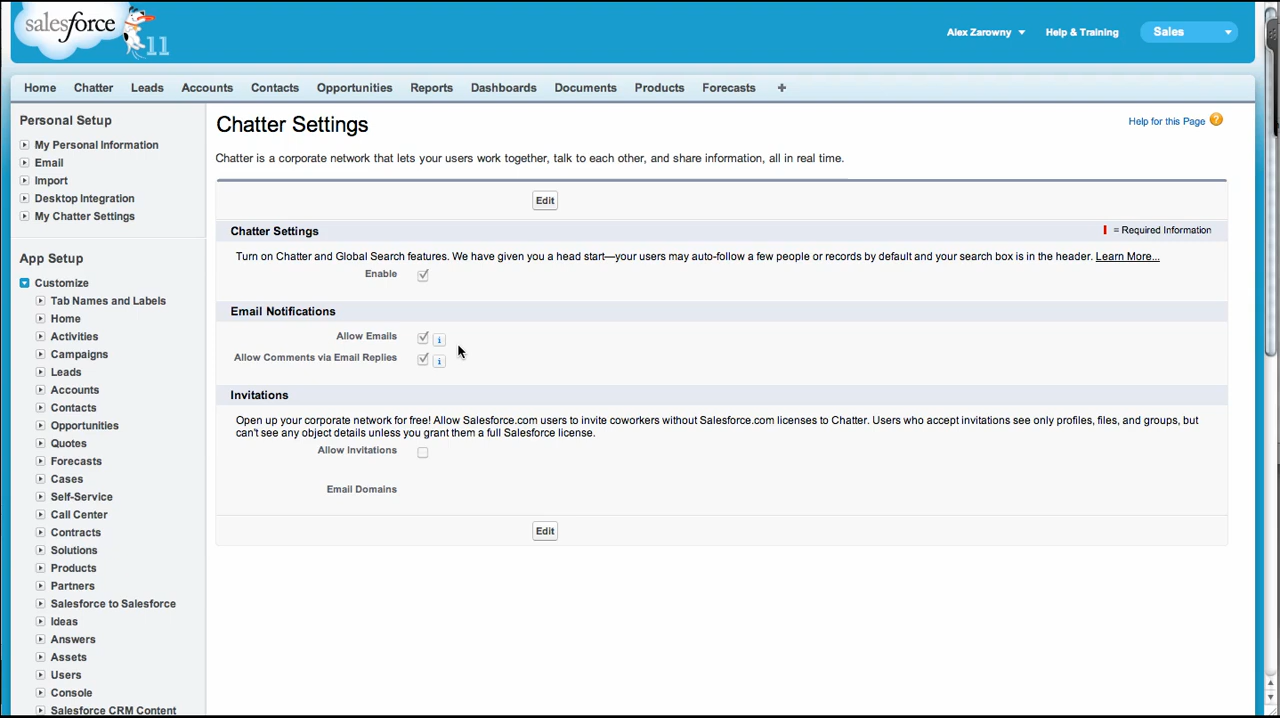 salesforce
11
Alex Zarowny
Help & Training
Sales
Home
Chatter
Leads
Accounts
Contacts
Opportunities
Reports
Dashboards
Documents
Products
Forecasts
+
Personal Setup
My Personal Information
Email
Import
Desktop Integration
My Chatter Settings
App Setup
Customize
Tab Names and Labels
Home
Activities
Campaigns
Leads
Accounts
Contacts
Opportunities
Quotes
Forecasts
Cases
Self-Service
Call Center
Contracts
Solutions
Products
Partners
Salesforce to Salesforce
Ideas
Answers
Assets
Users
Console
Salesforce CRM Content
Chatter Settings
Help for this Page ?
Chatter is a corporate network that lets your users work together, talk to each other, and share information, all in real time.
Edit
Chatter Settings
= Required Information
Turn on Chatter and Global Search features. We have given you a head start—your users may auto-follow a few people or records by default and your search box is in the header. Learn More...
Enable
Email Notifications
Allow Emails
i
Allow Comments via Email Replies
i
Invitations
Open up your corporate network for free! Allow Salesforce.com users to invite coworkers without Salesforce.com licenses to Chatter. Users who accept invitations see only profiles, files, and groups, but
can't see any object details unless you grant them a full Salesforce license.
Allow Invitations
Email Domains
Edit